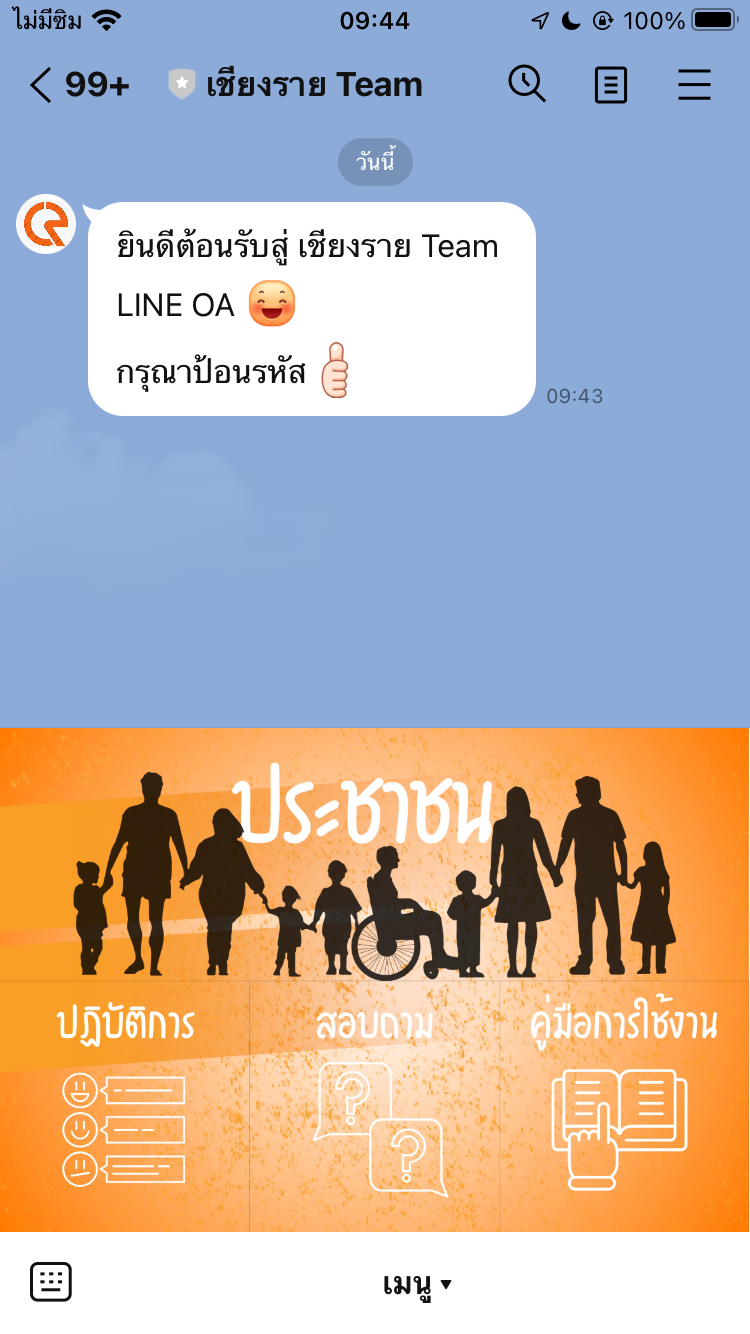 ไม่มีซิม 09:44 100%
99+ เชียงราย Team
วันนี้
ยินดีต้อนรับสู่ เชียงราย Team
LINE OA
กรุณาป้อนรหัส
09:43
ประชาชน
ปฏิบัติการ สอบถาม คู่มือการใช้งาน
เมนู